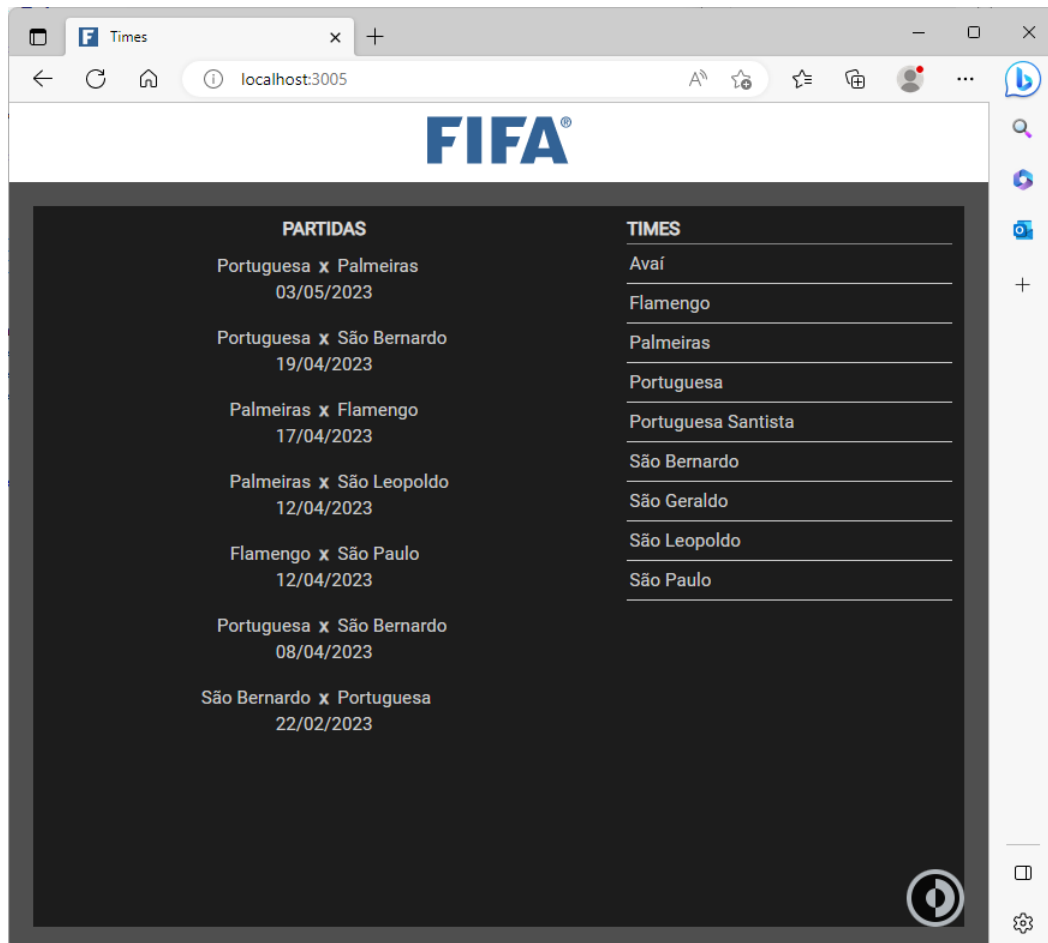 Times
localhost:3005
FIFA®
PARTIDAS
Portuguesa x Palmeiras
03/05/2023
Portuguesa x São Bernardo
19/04/2023
Palmeiras x Flamengo
17/04/2023
Palmeiras x São Leopoldo
12/04/2023
Flamengo x São Paulo
12/04/2023
Portuguesa x São Bernardo
08/04/2023
São Bernardo x Portuguesa
22/02/2023
TIMES
Avaí
Flamengo
Palmeiras
Portuguesa
Portuguesa Santista
São Bernardo
São Geraldo
São Leopoldo
São Paulo